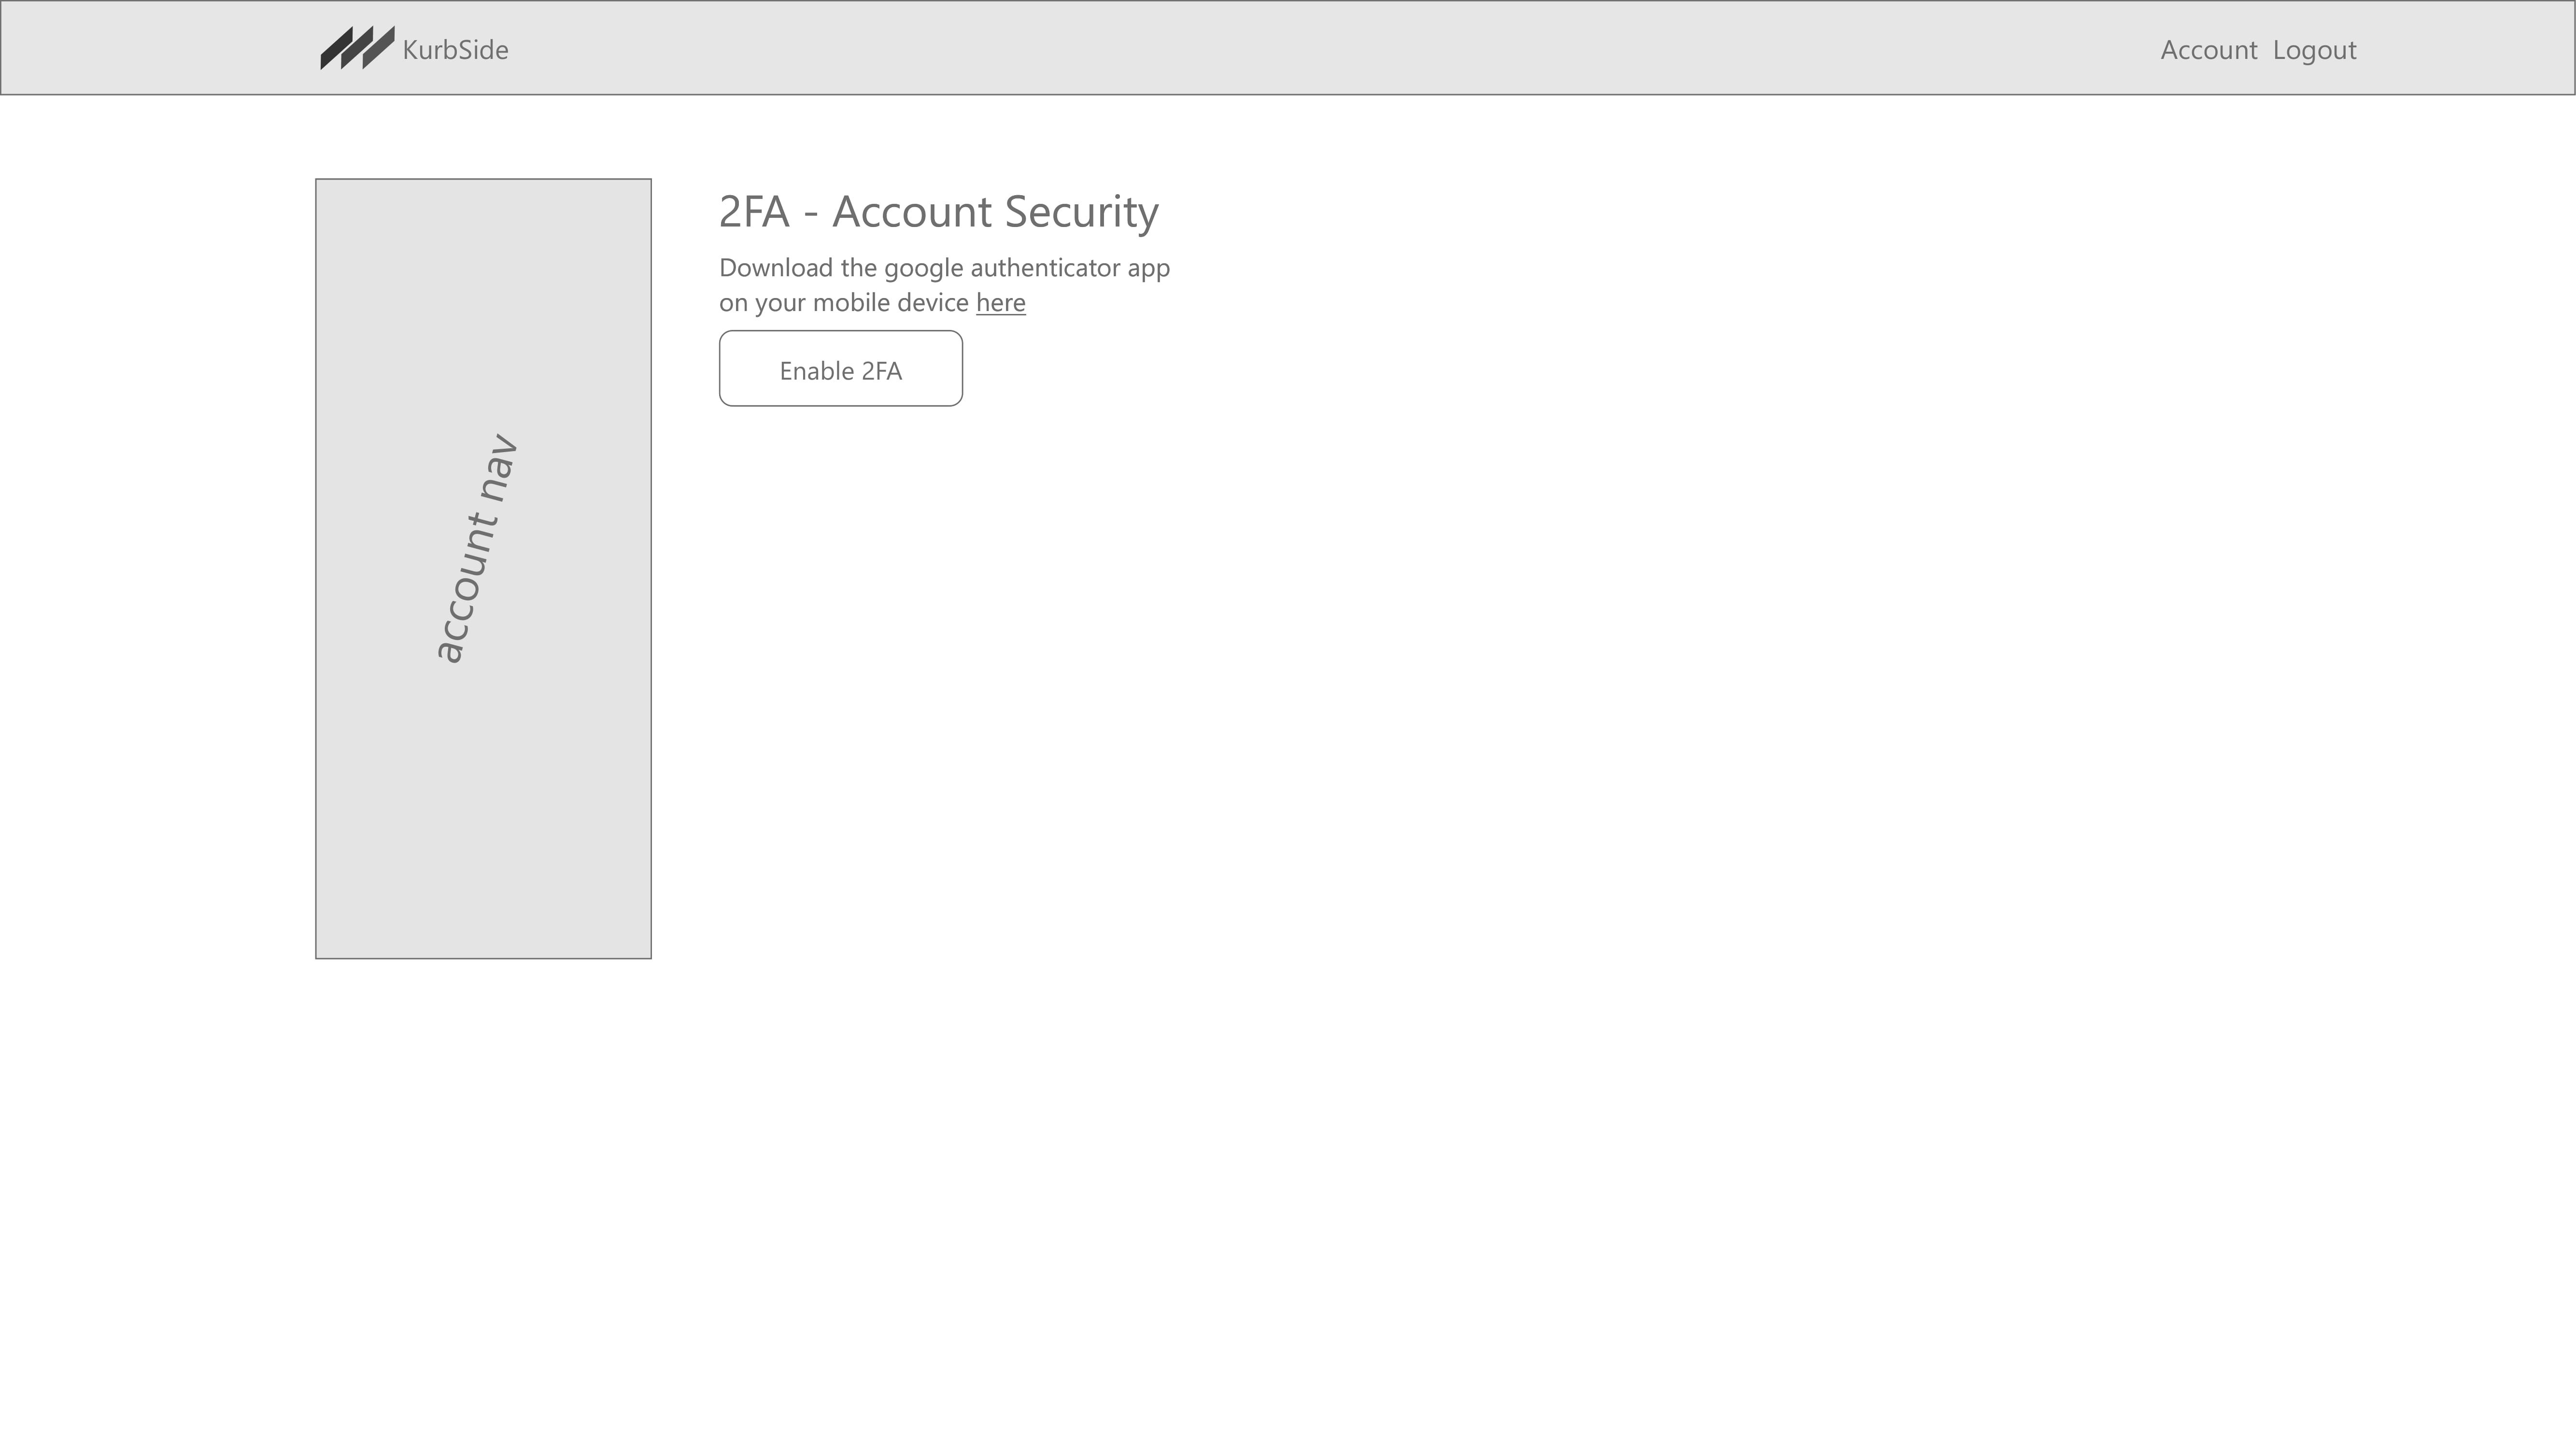 KurbSide
Account Logout
2FA - Account Security
Download the google authenticator app
on your mobile device here
Enable 2FA
account nav